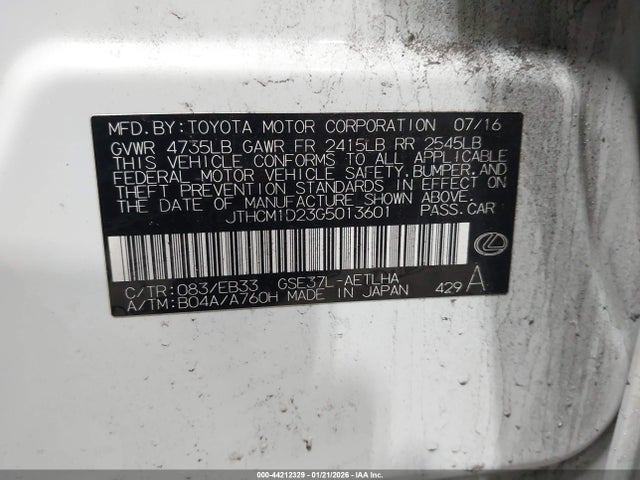 MFD. BY: TOYOTA MOTOR CORPORATION 07/16
GVWR 4735LB GAWR FR 2415LB RR 2545LB
THIS VEHICLE CONFORMS TO ALL APPLICABLE
FEDERAL MOTOR VEHICLE SAFETY, BUMPER, AND
THEFT PREVENTION STANDARDS IN EFFECT ON
THE DATE OF MANUFACTURE SHOWN ABOVE.
JTHCM1D23G5013601 PASS. CAR
C/TR: 083/EB33 GSE37L-AETLHA
A/TM: B04A/A760H MADE IN JAPAN 429 A
000-44212329 | 01/21/2026 - IAA Holdings, LLC